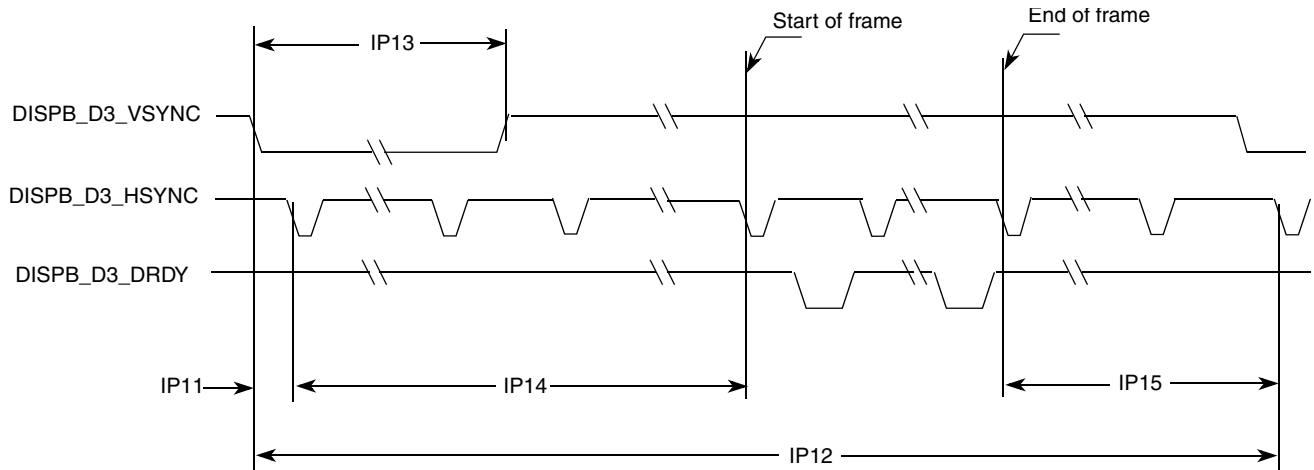 Start of frame
End of frame
IP13
DISPB_D3_VSYNC
DISPB_D3_HSYNC
DISPB_D3_DRDY
IP11
IP14
IP15
IP12